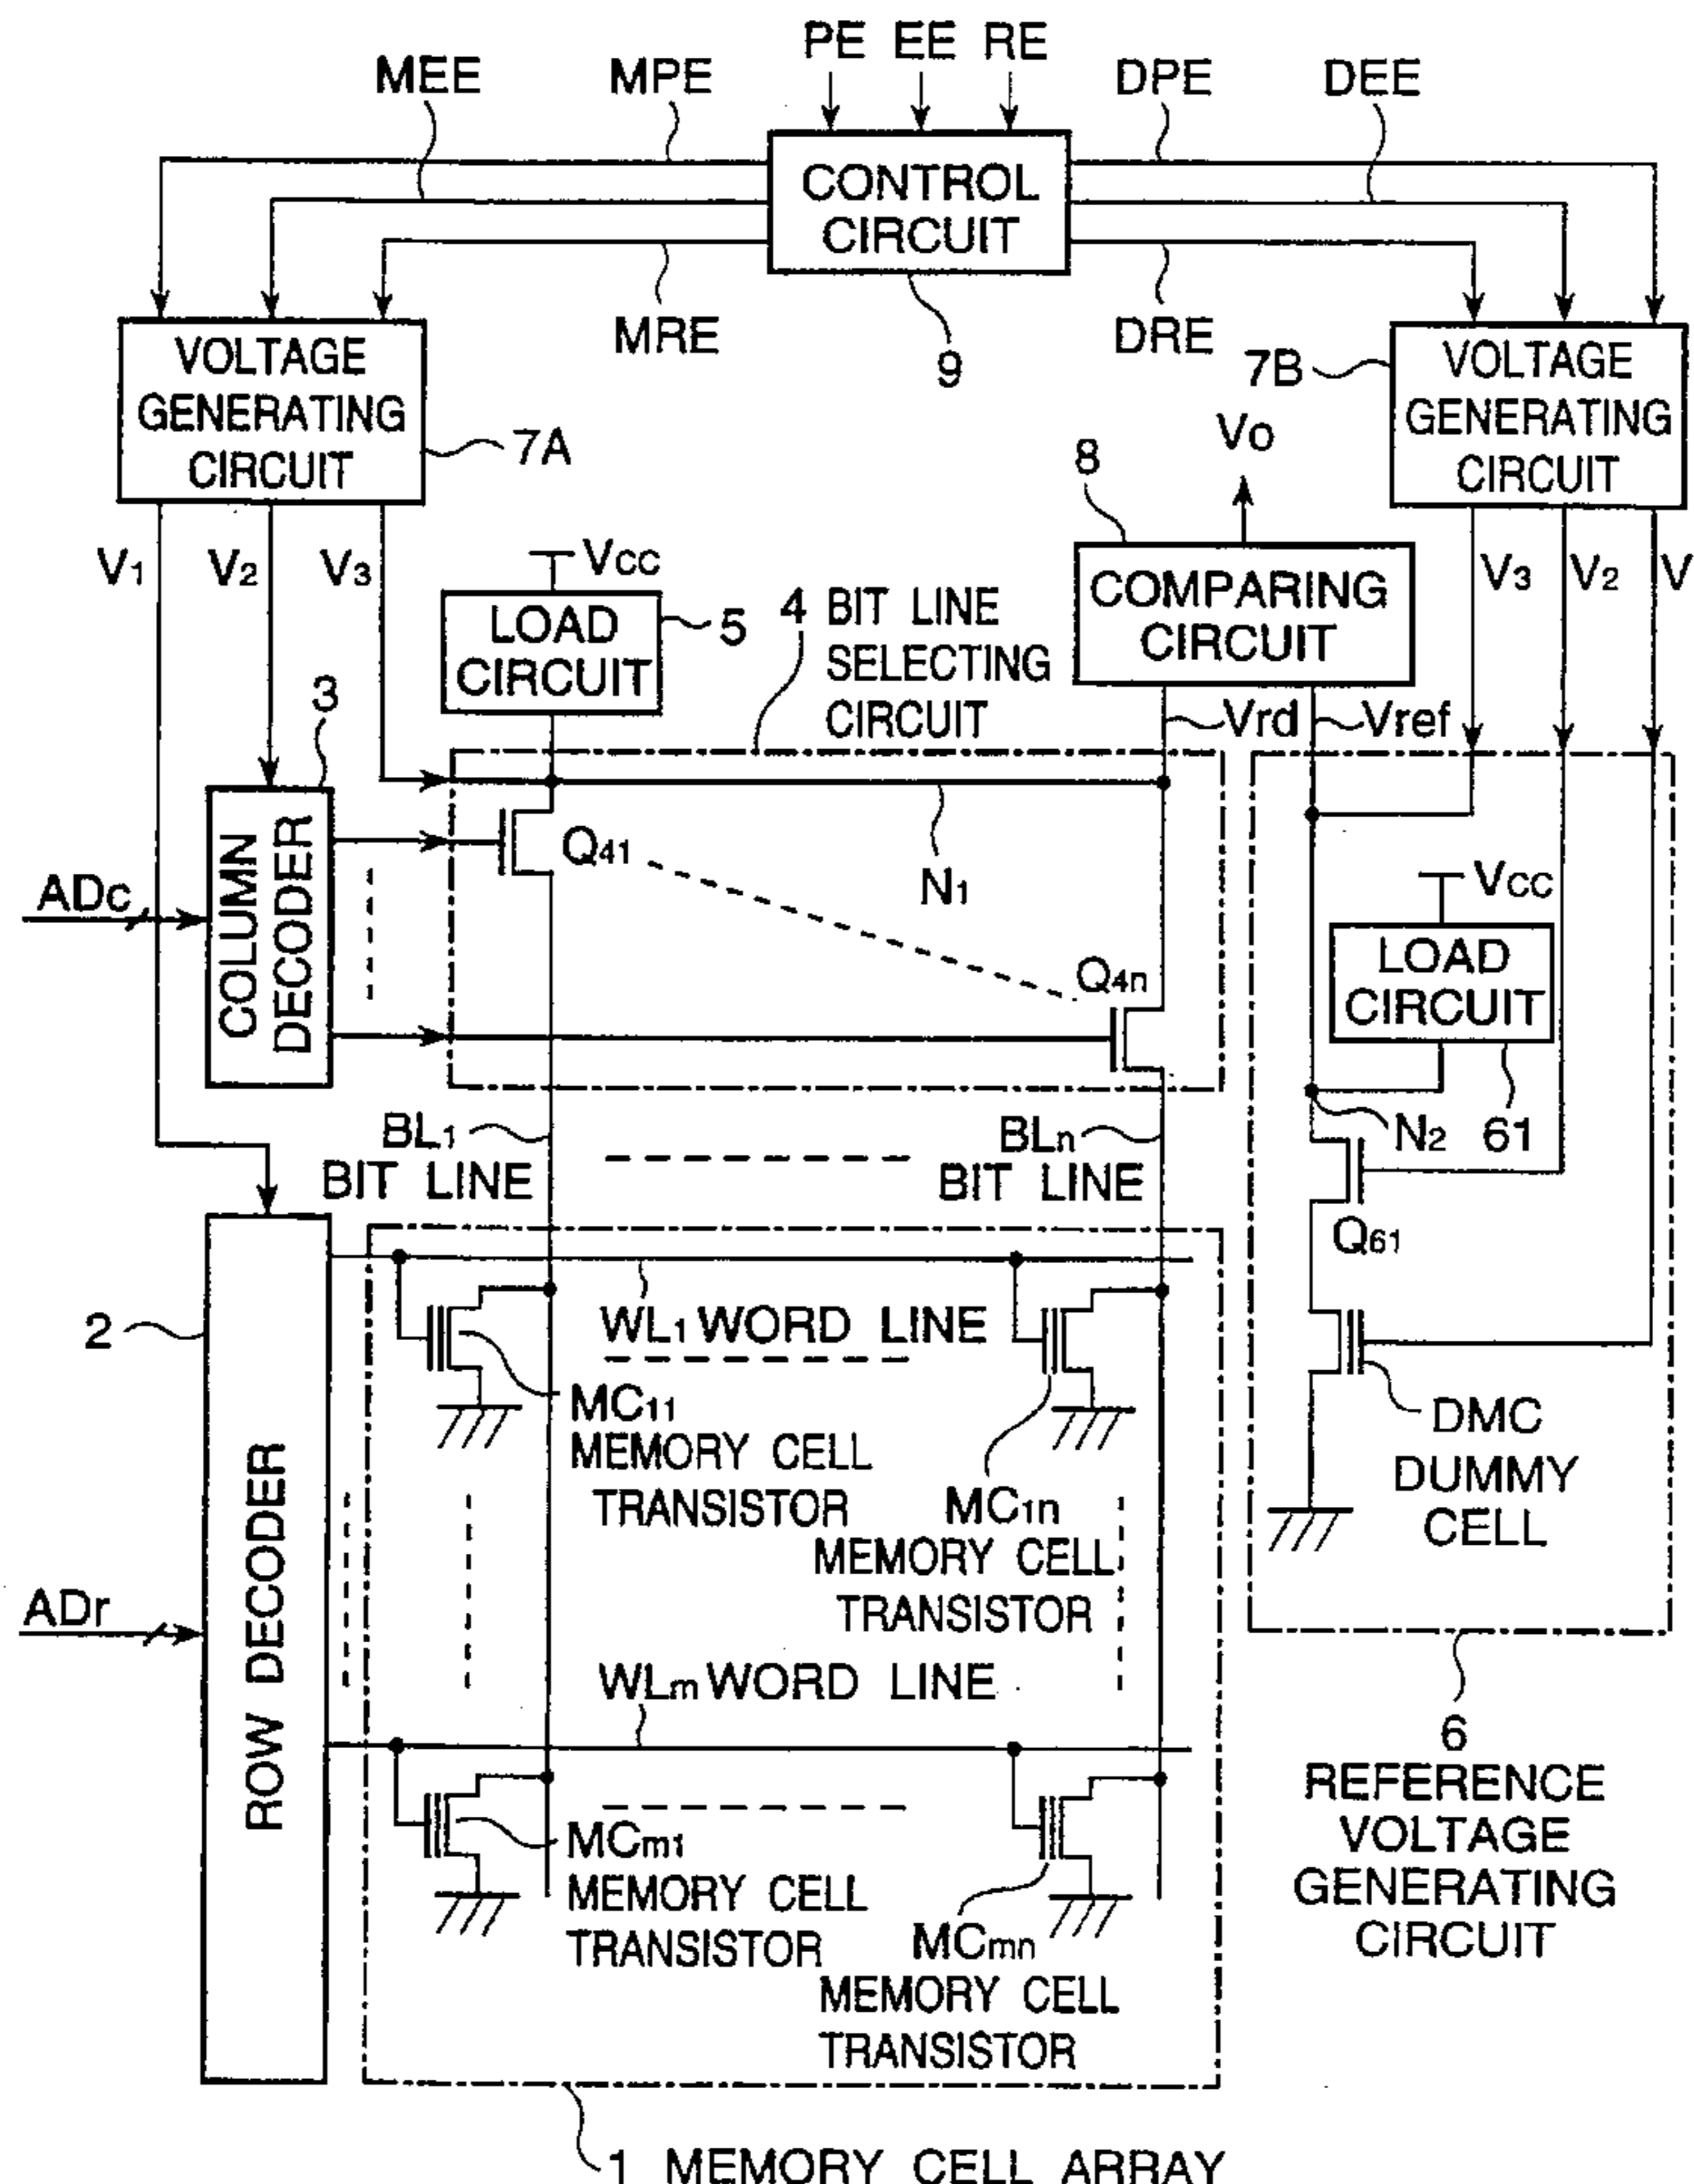 PE EE RE
MEE MPE DPE DEE
CONTROL
CIRCUIT
MRE 9 DRE
VOLTAGE
GENERATING
CIRCUIT
7A
7B
VOLTAGE
GENERATING
CIRCUIT
Vo
8
V1 V2 V3
Vcc
LOAD
CIRCUIT
5
4 BIT LINE
SELECTING
CIRCUIT
COMPARING
CIRCUIT
V3 V2 V
Vrd Vref
3
COLUMN
DECODER
ADc
Q41
N1
Q4n
Vcc
LOAD
CIRCUIT
N2 61
BL1
BIT LINE
BLn
BIT LINE
Q61
2
ROW DECODER
ADr
WL1 WORD LINE
MC11
MEMORY CELL
TRANSISTOR
MC1n
MEMORY CELL
TRANSISTOR
DMC
DUMMY
CELL
WLm WORD LINE
MCm1
MEMORY CELL
TRANSISTOR
MCmn
MEMORY CELL
TRANSISTOR
6
REFERENCE
VOLTAGE
GENERATING
CIRCUIT
1 MEMORY CELL ARRAY